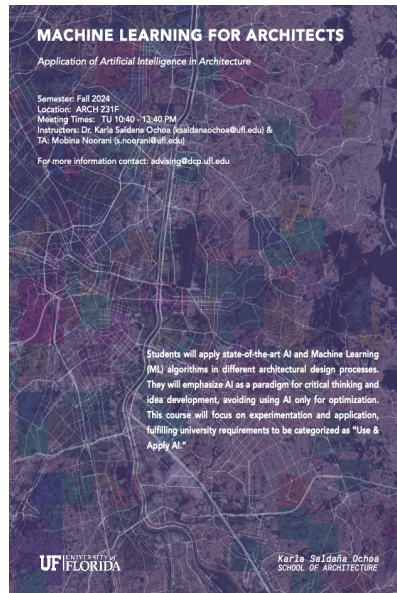 MACHINE LEARNING FOR ARCHITECTS
Application of Artificial Intelligence in Architecture
Semester: Fall 2024
Location: ARCH 231F
Meeting Times: TU 10:40 - 13:40 PM
Instructors: Dr. Karla Saldana Ochoa (ksaldanaochoa@ufl.edu) &
TA: Mobina Noorani (s.noorani@ufl.edu)
For more information contact: advising@dcp.ufl.edu
Students will apply state-of-the-art AI and Machine Learning
(ML) algorithms in different architectural design processes.
They will emphasize AI as a paradigm for critical thinking and
idea development, avoiding using AI only for optimization.
This course will focus on experimentation and application,
fulfilling university requirements to be categorized as “Use &
Apply AI.”
UF UNIVERSITY of
FLORIDA
Karla Saldaña Ochoa
SCHOOL OF ARCHITECTURE